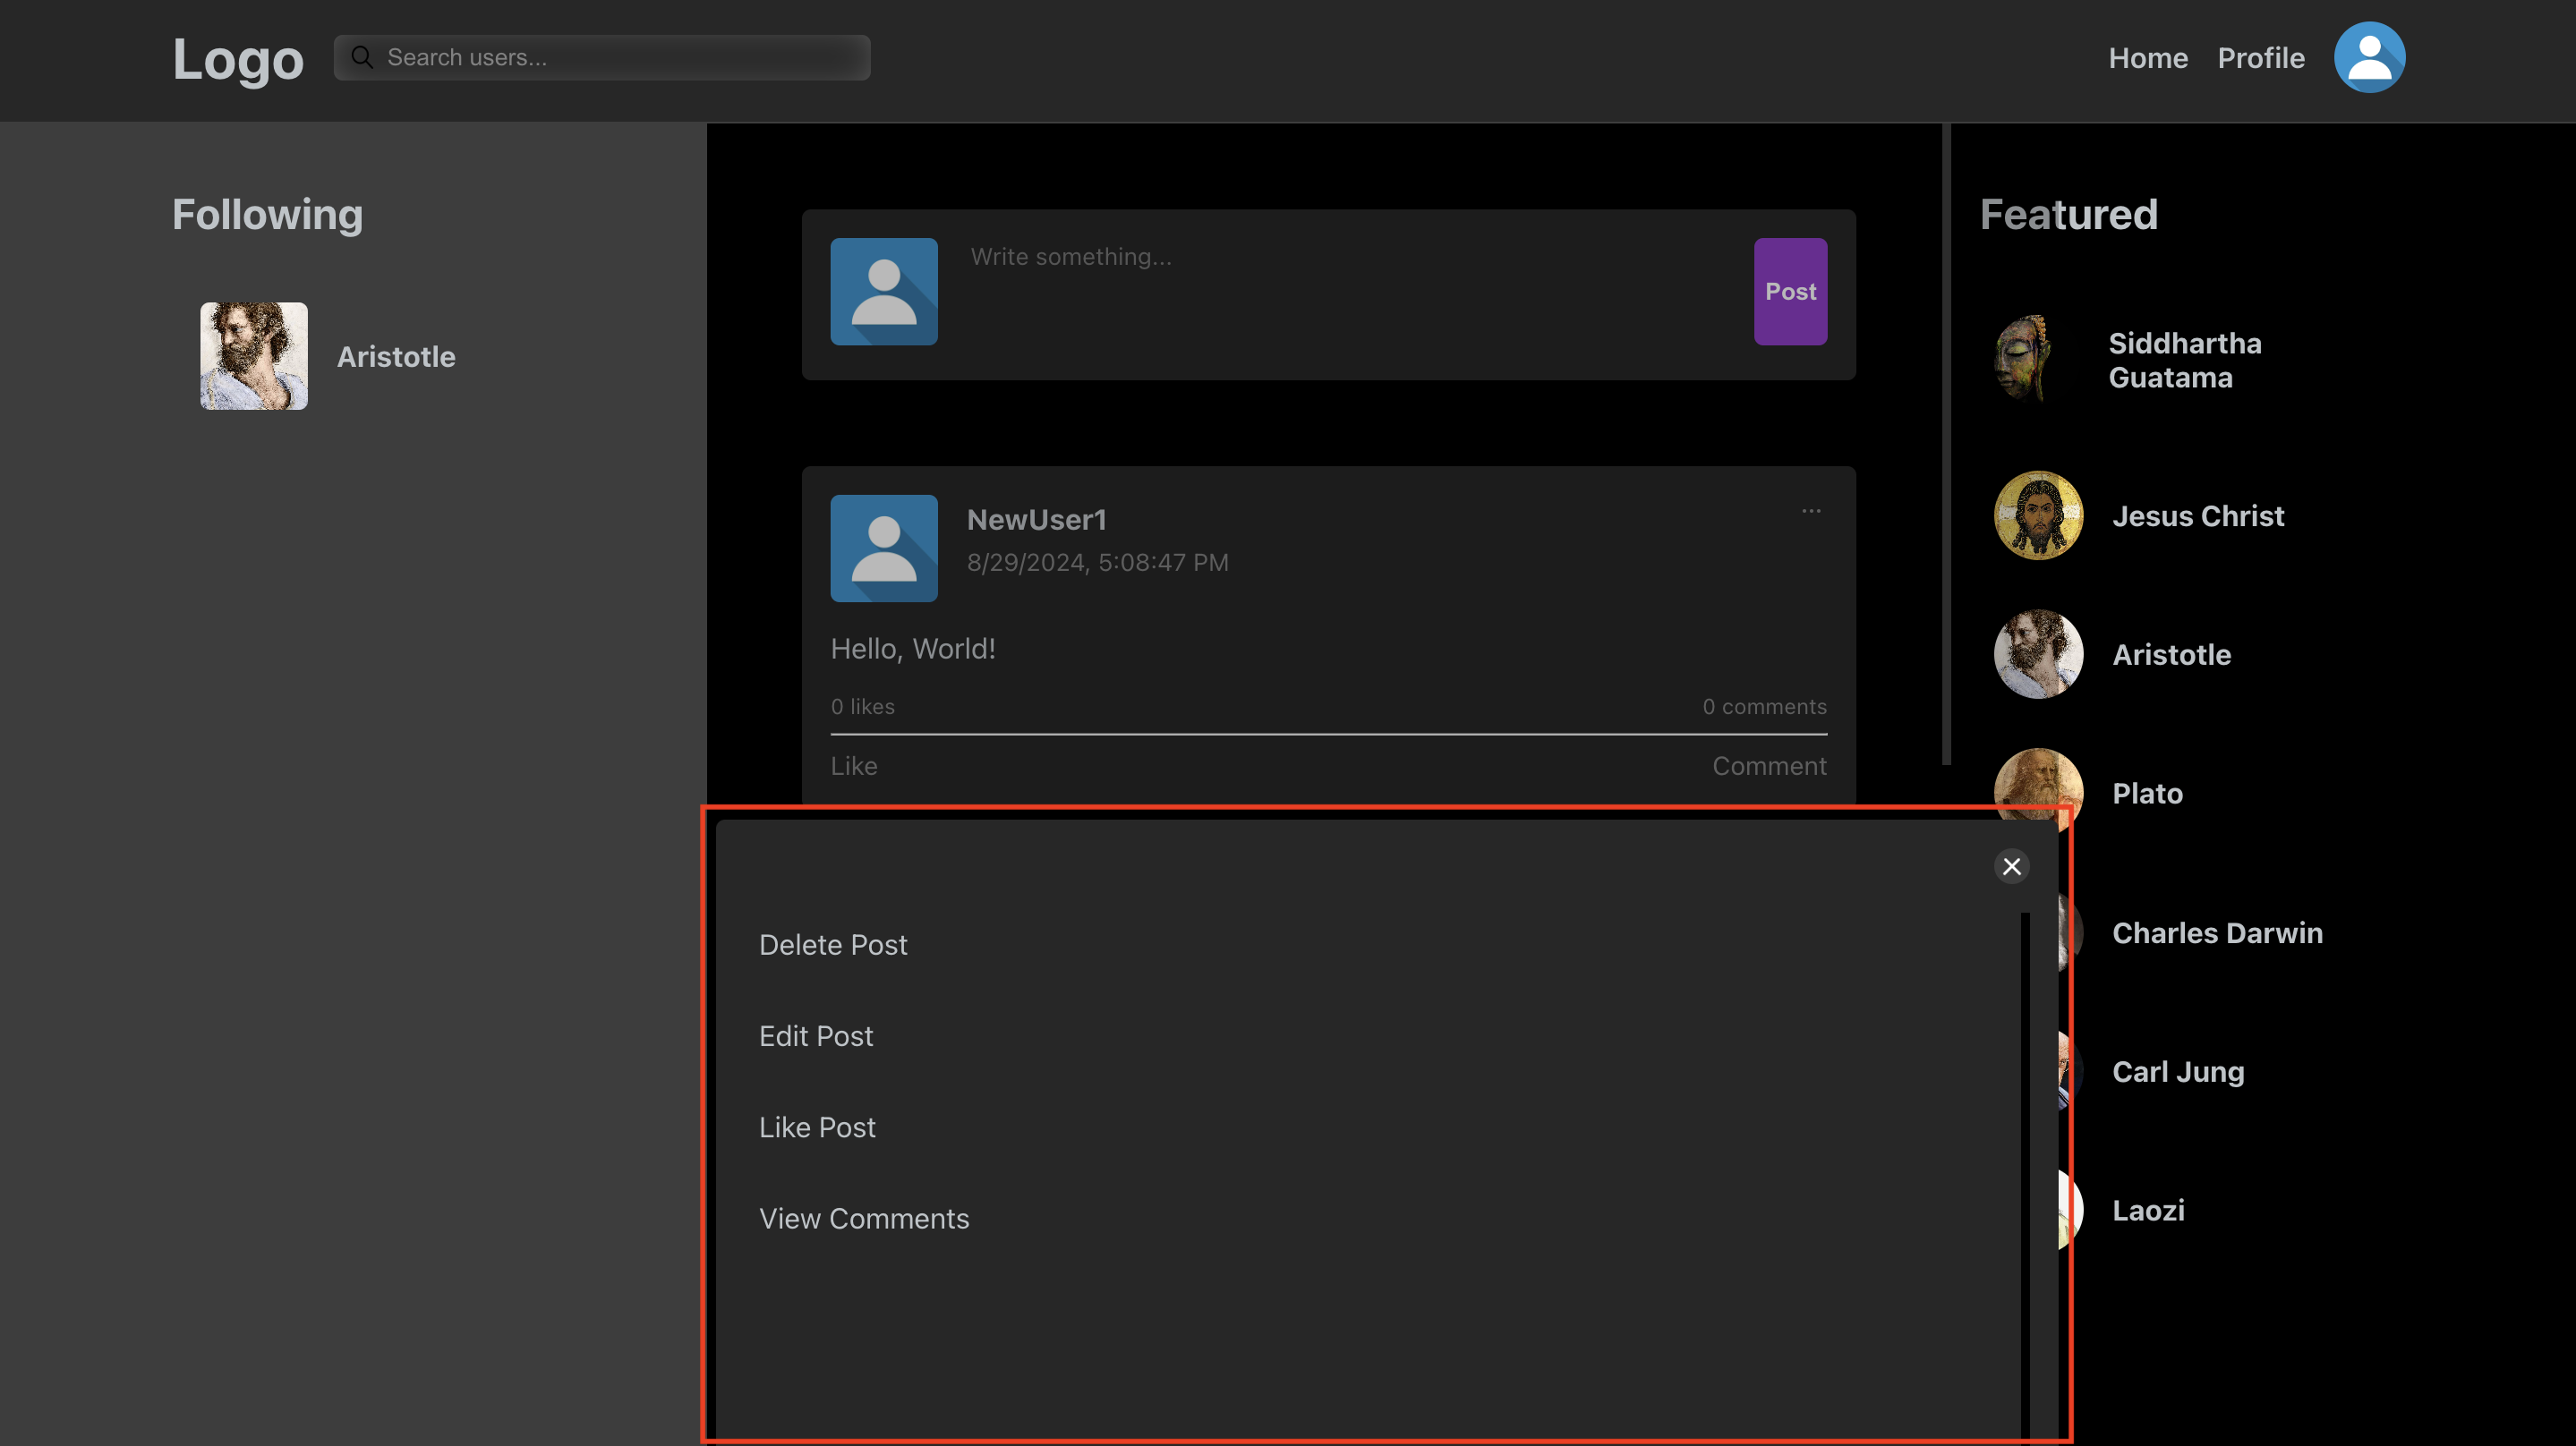 Logo
Search users...
Home
Profile
Following
Aristotle
Write something...
Post
NewUser1
...
8/29/2024, 5:08:47 PM
Hello, World!
0 likes
0 comments
Like
Comment
Delete Post
Edit Post
Like Post
View Comments
Featured
Siddhartha
Guatama
Jesus Christ
Aristotle
Plato
Charles Darwin
Carl Jung
Laozi